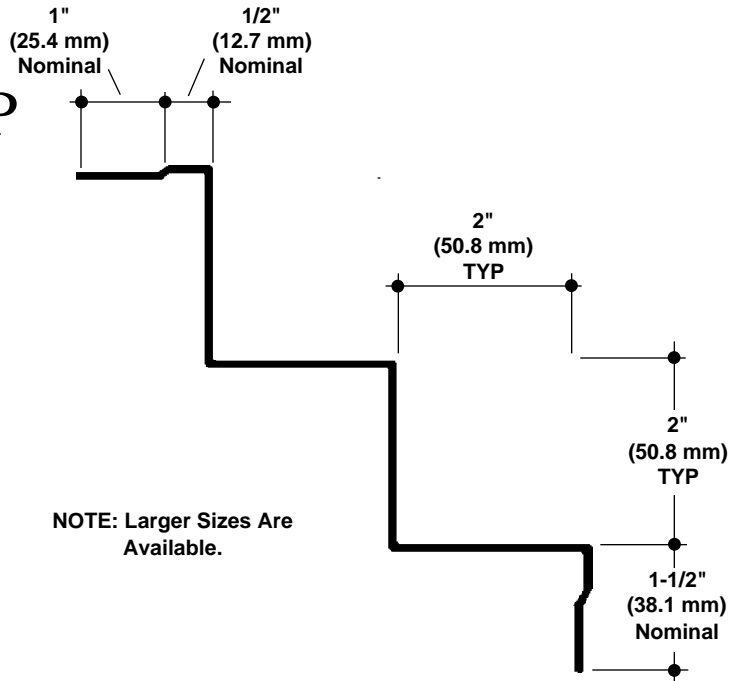 1"
(25.4 mm)
Nominal
1/2"
(12.7 mm)
Nominal
P
2"
(50.8 mm)
TYP
2"
(50.8 mm)
TYP
NOTE: Larger Sizes Are
Available.
1-1/2"
(38.1 mm)
Nominal